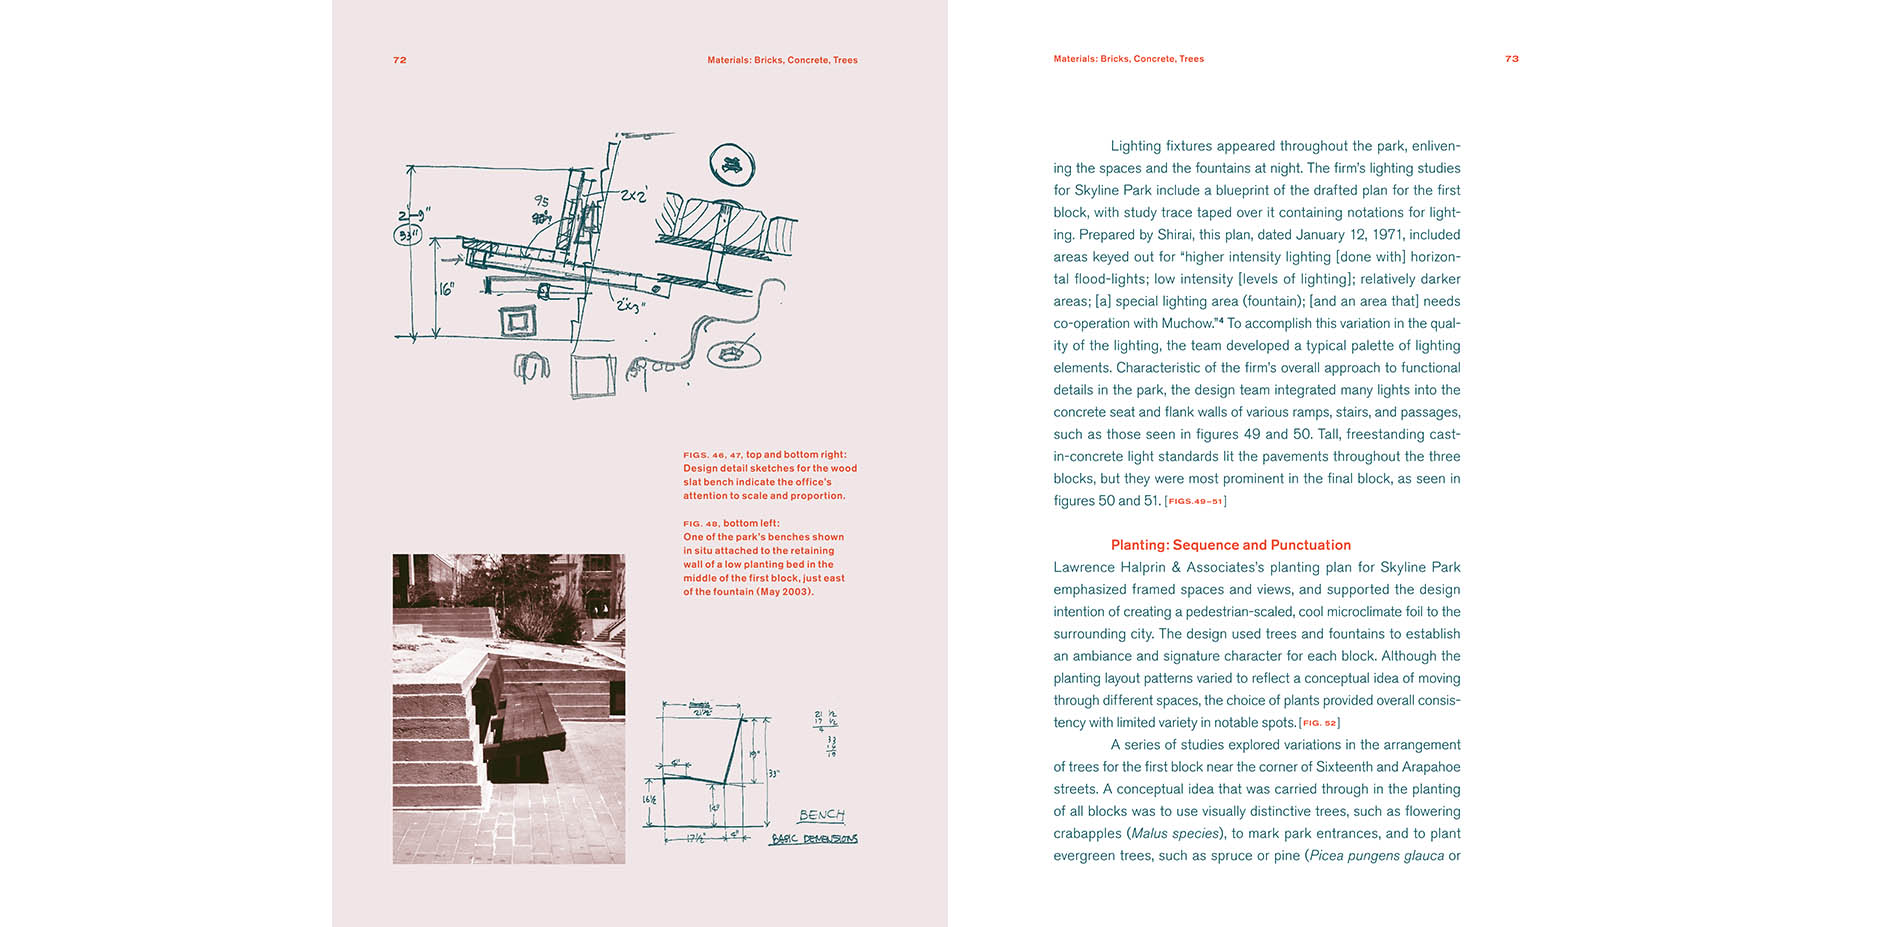 72
Materials: Bricks, Concrete, Trees
2'-9"
33"
16"
95
2x2"
2"x3"
FIGS. 46, 47, top and bottom right:
Design detail sketches for the wood
slat bench indicate the office's
attention to scale and proportion.
FIG. 48, bottom left:
One of the park's benches shown
in situ attached to the retaining
wall of a low planting bed in the
middle of the first block, just east
of the fountain (May 2003).
21½"
21 ½
17 ½
4
33
14
19
4"
19"
33"
16½
14"
17½"
4"
BENCH
BASIC DIMENSIONS
Materials: Bricks, Concrete, Trees
73
Lighting fixtures appeared throughout the park, enliven-
ing the spaces and the fountains at night. The firm's lighting studies
for Skyline Park include a blueprint of the drafted plan for the first
block, with study trace taped over it containing notations for light-
ing. Prepared by Shirai, this plan, dated January 12, 1971, included
areas keyed out for “higher intensity lighting [done with] horizon-
tal flood-lights; low intensity [levels of lighting]; relatively darker
areas; [a] special lighting area (fountain); [and an area that] needs
co-operation with Muchow.”4 To accomplish this variation in the qual-
ity of the lighting, the team developed a typical palette of lighting
elements. Characteristic of the firm's overall approach to functional
details in the park, the design team integrated many lights into the
concrete seat and flank walls of various ramps, stairs, and passages,
such as those seen in figures 49 and 50. Tall, freestanding cast-
in-concrete light standards lit the pavements throughout the three
blocks, but they were most prominent in the final block, as seen in
figures 50 and 51. [FIGS.49–51]
Planting: Sequence and Punctuation
Lawrence Halprin & Associates's planting plan for Skyline Park
emphasized framed spaces and views, and supported the design
intention of creating a pedestrian-scaled, cool microclimate foil to the
surrounding city. The design used trees and fountains to establish
an ambiance and signature character for each block. Although the
planting layout patterns varied to reflect a conceptual idea of moving
through different spaces, the choice of plants provided overall consis-
tency with limited variety in notable spots. [FIG. 52]
A series of studies explored variations in the arrangement
of trees for the first block near the corner of Sixteenth and Arapahoe
streets. A conceptual idea that was carried through in the planting
of all blocks was to use visually distinctive trees, such as flowering
crabapples (Malus species), to mark park entrances, and to plant
evergreen trees, such as spruce or pine (Picea pungens glauca or